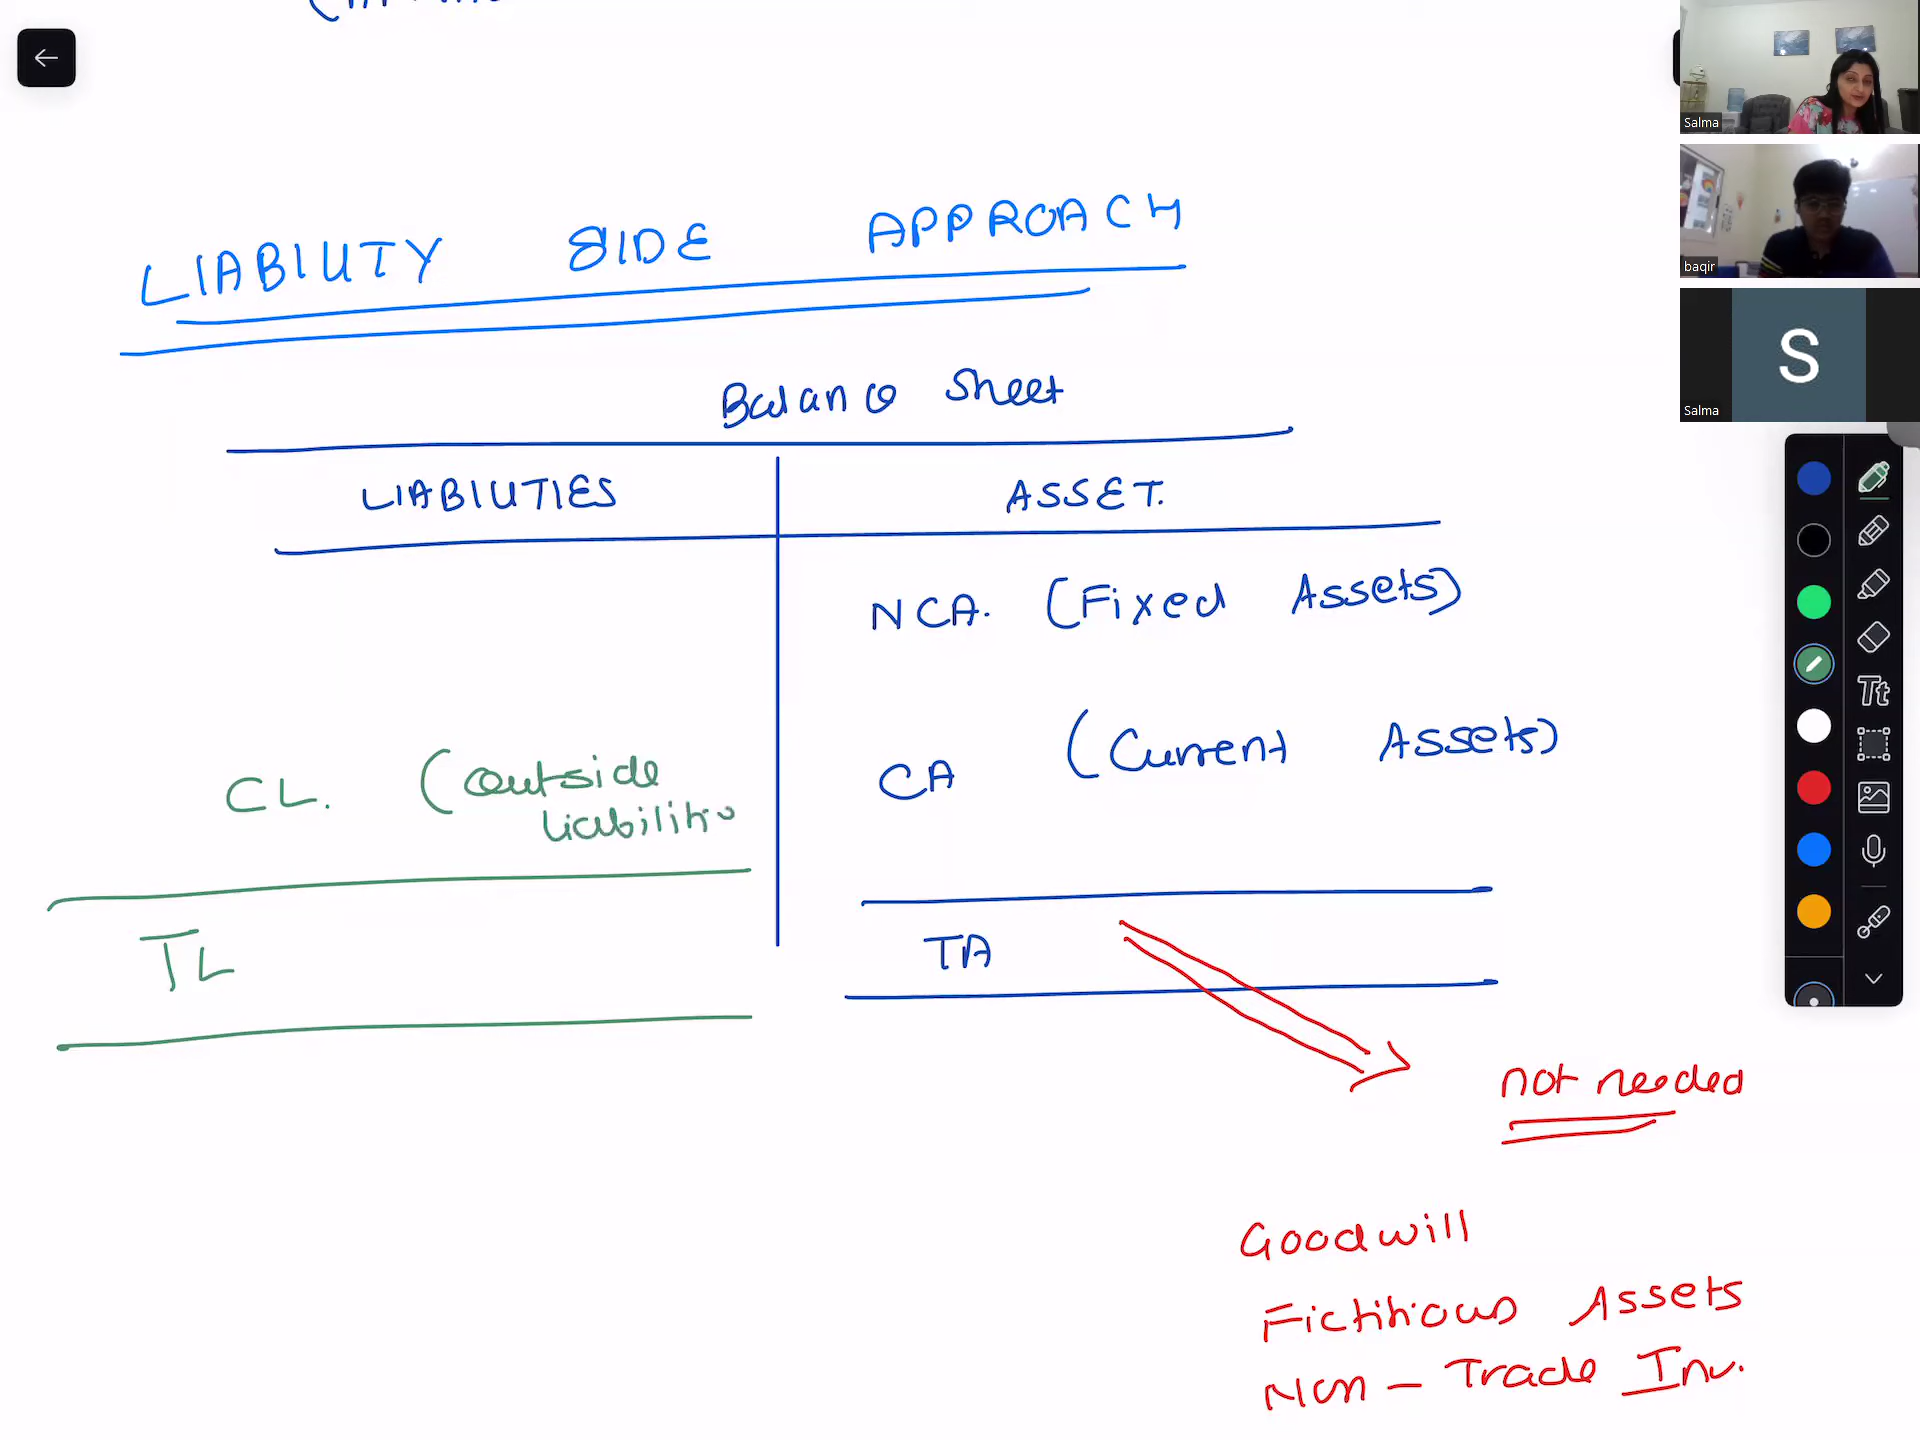 LIABILITY SIDE APPROACH
Balance Sheet
LIABILITIES ASSET.
NCA. (Fixed Assets)
CA (Current Assets)
CL. (outside
TL
TA
not needed
Goodwill
Fictitious Assets
Non - Trade Inv.
Salma
baqir
S
Salma
Tt